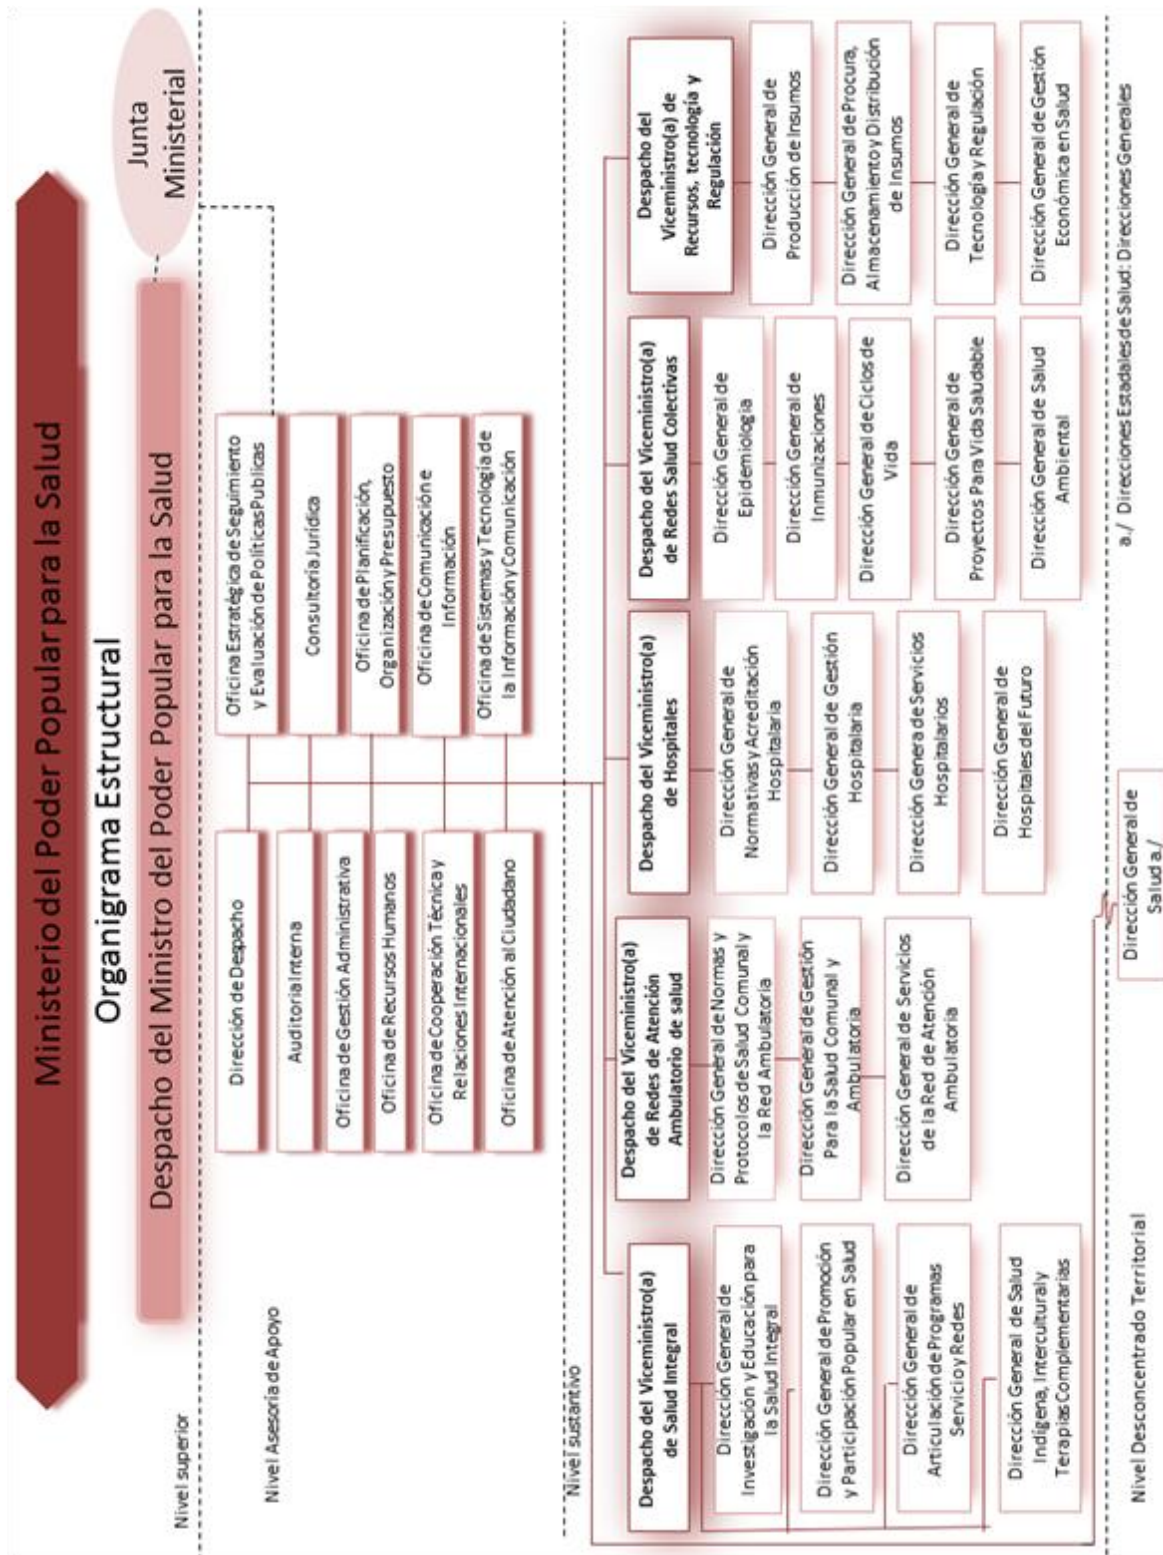 Ministerio del Poder Popular para la Salud
Organigrama Estructural
Despacho del Ministro del Poder Popular para la Salud
Junta
Ministerial
Nivel superior
Nivel Asesoria de Apoyo
Dirección de Despacho
Auditoria Interna
Oficina de Gestión Administrativa
Oficina de Recursos Humanos
Oficina de Cooperación Técnica y
Relaciones Internacionales
Oficina de Atención al Ciudadano
Oficina Estratégica de Seguimiento
y Evaluación de Políticas Publicas
Consultoría Jurídica
Oficina de Planificación,
Organización y Presupuesto
Oficina de Comunicación e
Información
Oficina de Sistemas y Tecnología de
la Información y Comunicación
Nivel sustantivo
Despacho del Viceministro(a)
de Salud Integral
Dirección General de
Investigación y Educación para
la Salud Integral
Dirección General de Promoción
y Participación Popular en Salud
Dirección General de
Articulación de Programas
Servicio y Redes
Dirección General de Salud
Indígena, Intercultural y
Terapias Complementarias
Despacho del Viceministro(a)
de Redes de Atención
Ambulatorio de salud
Dirección General de Normas y
Protocolos de Salud Comunal y
la Red Ambulatoria
Dirección General de Gestión
Para la Salud Comunal y
Ambulatoria
Dirección General de Servicios
de la Red de Atención
Ambulatoria
Despacho del Viceministro(a)
de Hospitales
Dirección General de
Normativas y Acreditación
Hospitalaria
Dirección General de Gestión
Hospitalaria
Dirección Genera de Servicios
Hospitalarios
Dirección General de
Hospitales del Futuro
Despacho del Viceministro(a)
de Redes Salud Colectivas
Dirección General de
Epidemiología
Dirección General de
Inmunizaciones
Dirección General de Ciclos de
Vida
Dirección General de
Proyectos Para Vida Saludable
Dirección General de Salud
Ambiental
Despacho del
Viceministro(a) de
Recursos, tecnología y
Regulación
Dirección General de
Producción de Insumos
Dirección General de Procura,
Almacenamiento y Distribución
de Insumos
Dirección General de
Tecnología y Regulación
Dirección General de Gestión
Económica en Salud
Nivel Desconcentrado Territorial
Dirección General de
Salud a./
a./ Direcciones Estadales de Salud: Direcciones Generales